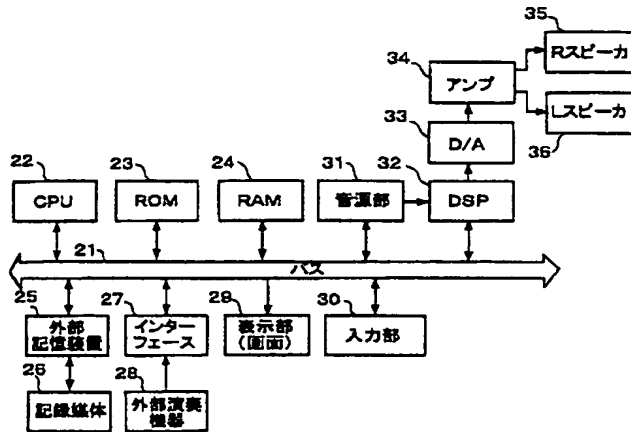 35
Rスピーカ
34
アンプ
Lスピーカ
36
33
D/A
22
CPU
23
ROM
24
RAM
31
音源部
32
DSP
21
バス
25
外部
記憶装置
27
インター
フェース
29
表示部
(画面)
30
入力部
26
記録媒体
28
外部演奏
機器